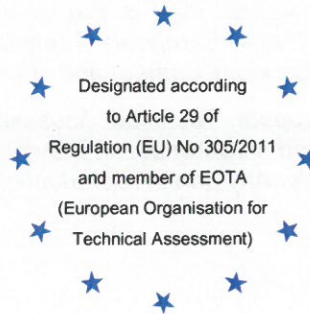 Designated according
to Article 29 of
Regulation (EU) No 305/2011
and member of EOTA
(European Organisation for
Technical Assessment)